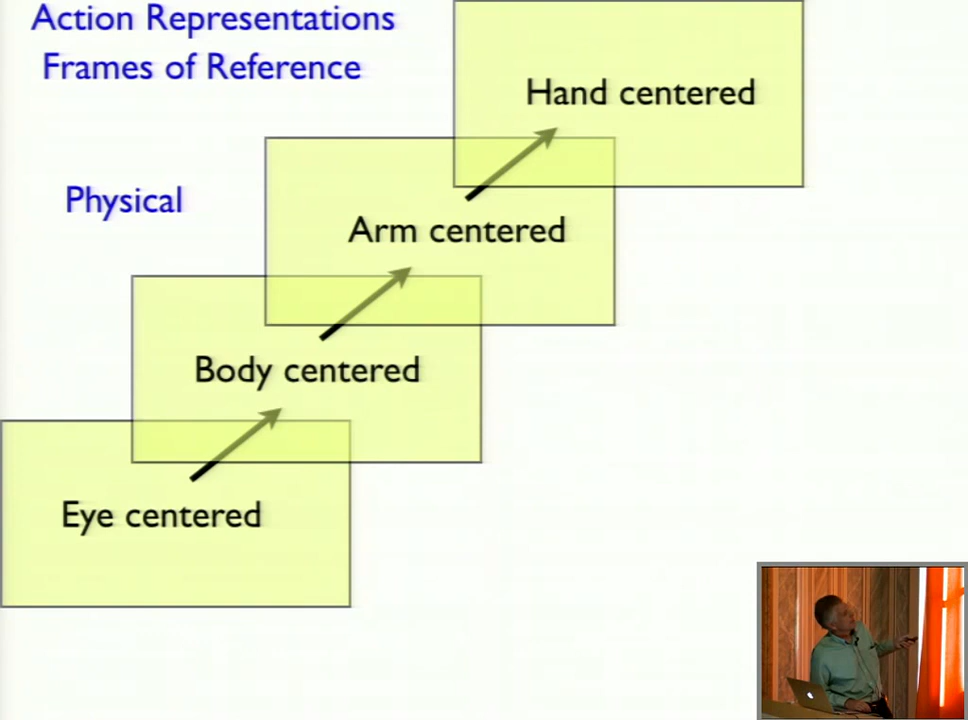 Action Representations
Frames of Reference
Hand centered
Physical
Arm centered
Body centered
Eye centered